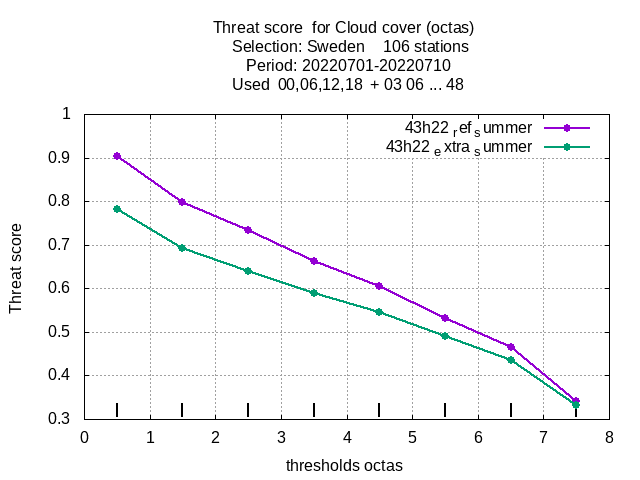 Threat score  for Cloud cover (octas)
Selection: Sweden    106 stations
Period: 20220701-20220710
Used  00,06,12,18  + 03 06 ... 48
43h22 ref summer
43h22 extra summer
1
0.9
0.8
0.7
0.6
0.5
0.4
0.3
Threat score
0 1 2 3 4 5 6 7 8
thresholds octas